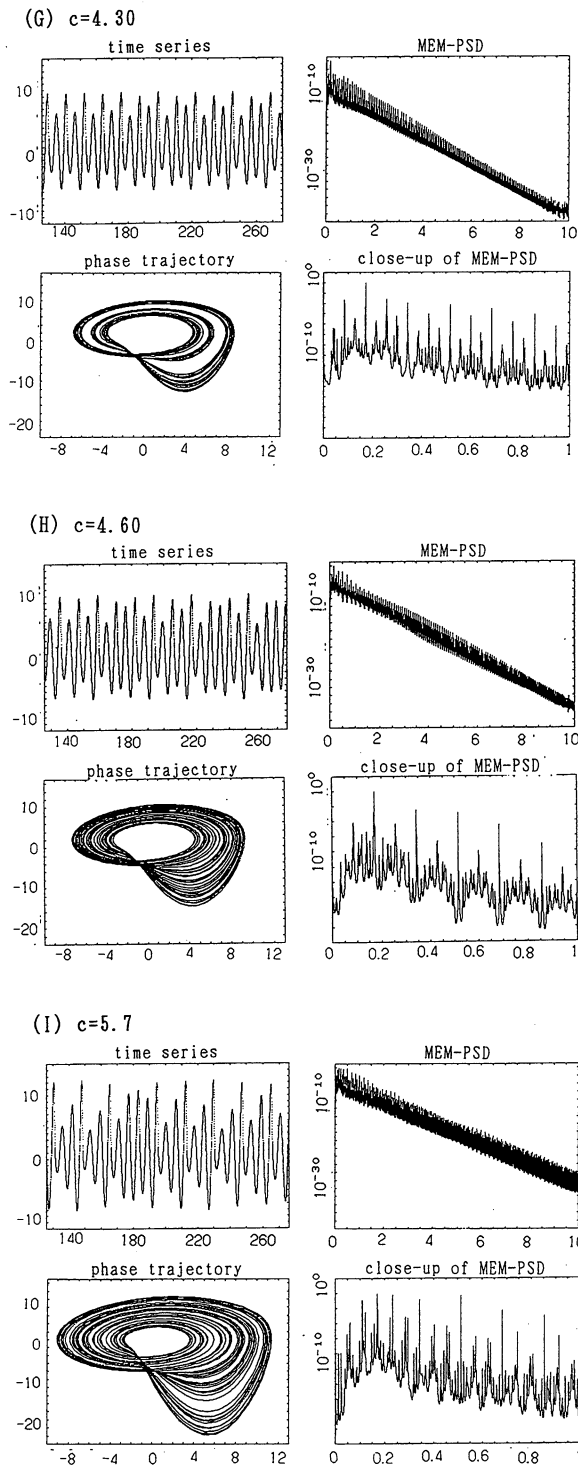 (G) c=4.30
time series
10
0
-10
140 180 220 260
MEM-PSD
10^-10
10^-30
0 2 4 6 8 10
phase trajectory
10
0
-10
-20
-8 -4 0 4 8 12
close-up of MEM-PSD
10^0
10^-10
0 0.2 0.4 0.6 0.8 1
(H) c=4.60
time series
10
0
-10
140 180 220 260
MEM-PSD
10^-10
10^-30
0 2 4 6 8 10
phase trajectory
10
0
-10
-20
-8 -4 0 4 8 12
close-up of MEM-PSD
10^0
10^-10
0 0.2 0.4 0.6 0.8 1
(I) c=5.7
time series
10
0
-10
140 180 220 260
MEM-PSD
10^-10
10^-30
0 2 4 6 8 10
phase trajectory
10
0
-10
-20
-8 -4 0 4 8 12
close-up of MEM-PSD
10^0
10^-10
0 0.2 0.4 0.6 0.8 1